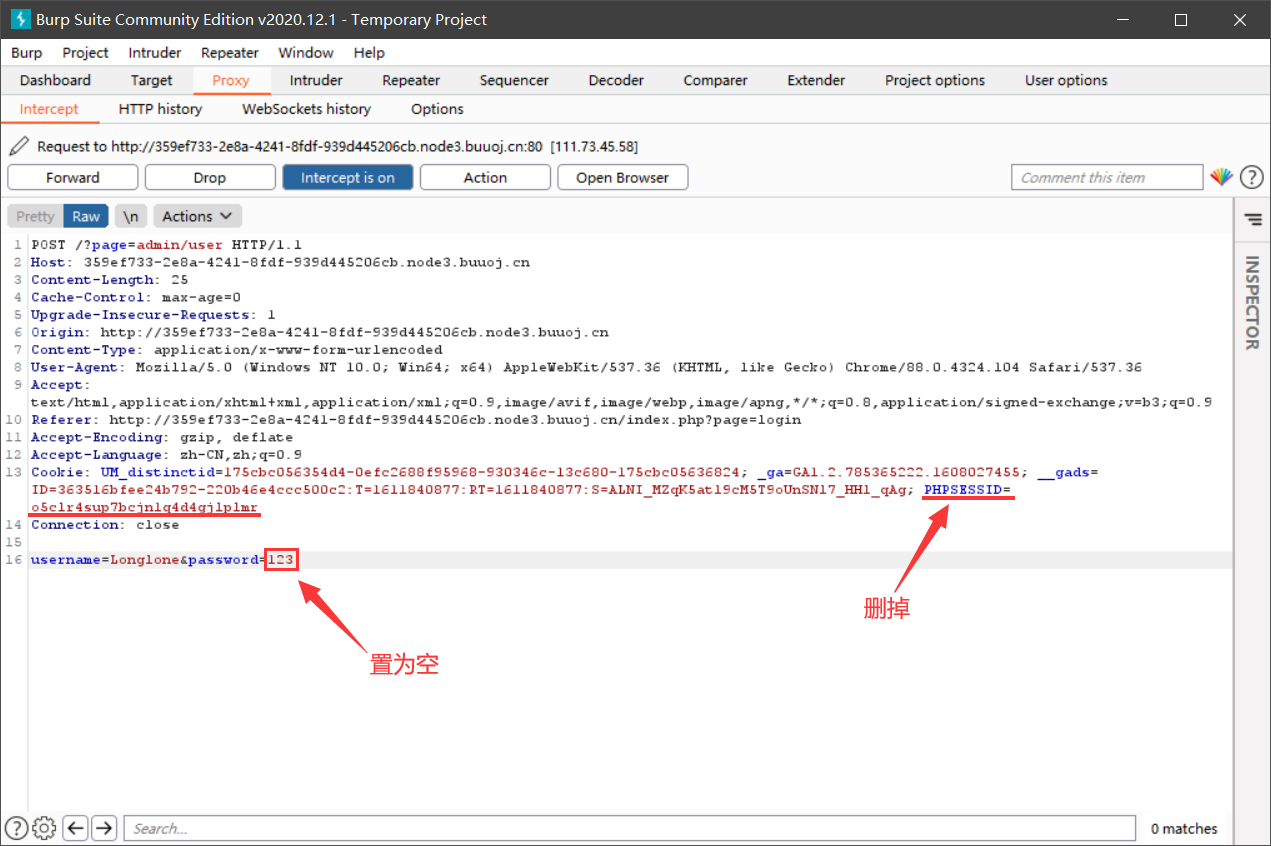 Burp Suite Community Edition v2020.12.1 - Temporary Project
Burp Project Intruder Repeater Window Help
Dashboard Target Proxy Intruder Repeater Sequencer Decoder Comparer Extender Project options User options
Intercept HTTP history WebSockets history Options
Request to http://359ef733-2e8a-4241-8fdf-939d445206cb.node3.buuoj.cn:80 [111.73.45.58]
Forward Drop Intercept is on Action Open Browser Comment this item ?
Pretty Raw \n Actions
INSPECTOR
1 POST /?page=admin/user HTTP/1.1
2 Host: 359ef733-2e8a-4241-8fdf-939d445206cb.node3.buuoj.cn
3 Content-Length: 25
4 Cache-Control: max-age=0
5 Upgrade-Insecure-Requests: 1
6 Origin: http://359ef733-2e8a-4241-8fdf-939d445206cb.node3.buuoj.cn
7 Content-Type: application/x-www-form-urlencoded
8 User-Agent: Mozilla/5.0 (Windows NT 10.0; Win64; x64) AppleWebKit/537.36 (KHTML, like Gecko) Chrome/88.0.4324.104 Safari/537.36
9 Accept:
text/html,application/xhtml+xml,application/xml;q=0.9,image/avif,image/webp,image/apng,*/*;q=0.8,application/signed-exchange;v=b3;q=0.9
10 Referer: http://359ef733-2e8a-4241-8fdf-939d445206cb.node3.buuoj.cn/index.php?page=login
11 Accept-Encoding: gzip, deflate
12 Accept-Language: zh-CN,zh;q=0.9
13 Cookie: UM_distinctid=175cbc056354d4-0efc2688f95968-930346c-13c680-175cbc05636824; _ga=GA1.2.785365222.1608027455; __gads=
ID=363516bfee24b792-220b46e4ccc500c2:T=1611840877:RT=1611840877:S=ALNI_MZqK5atl9cM5T9oUnSNl7_HHl_qAg; PHPSESSID=
o5clr4sup7bcjnlq4d4gjlplmr
14 Connection: close
15
16 username=Longlone&password=123
删掉
置为空
? Search... 0 matches